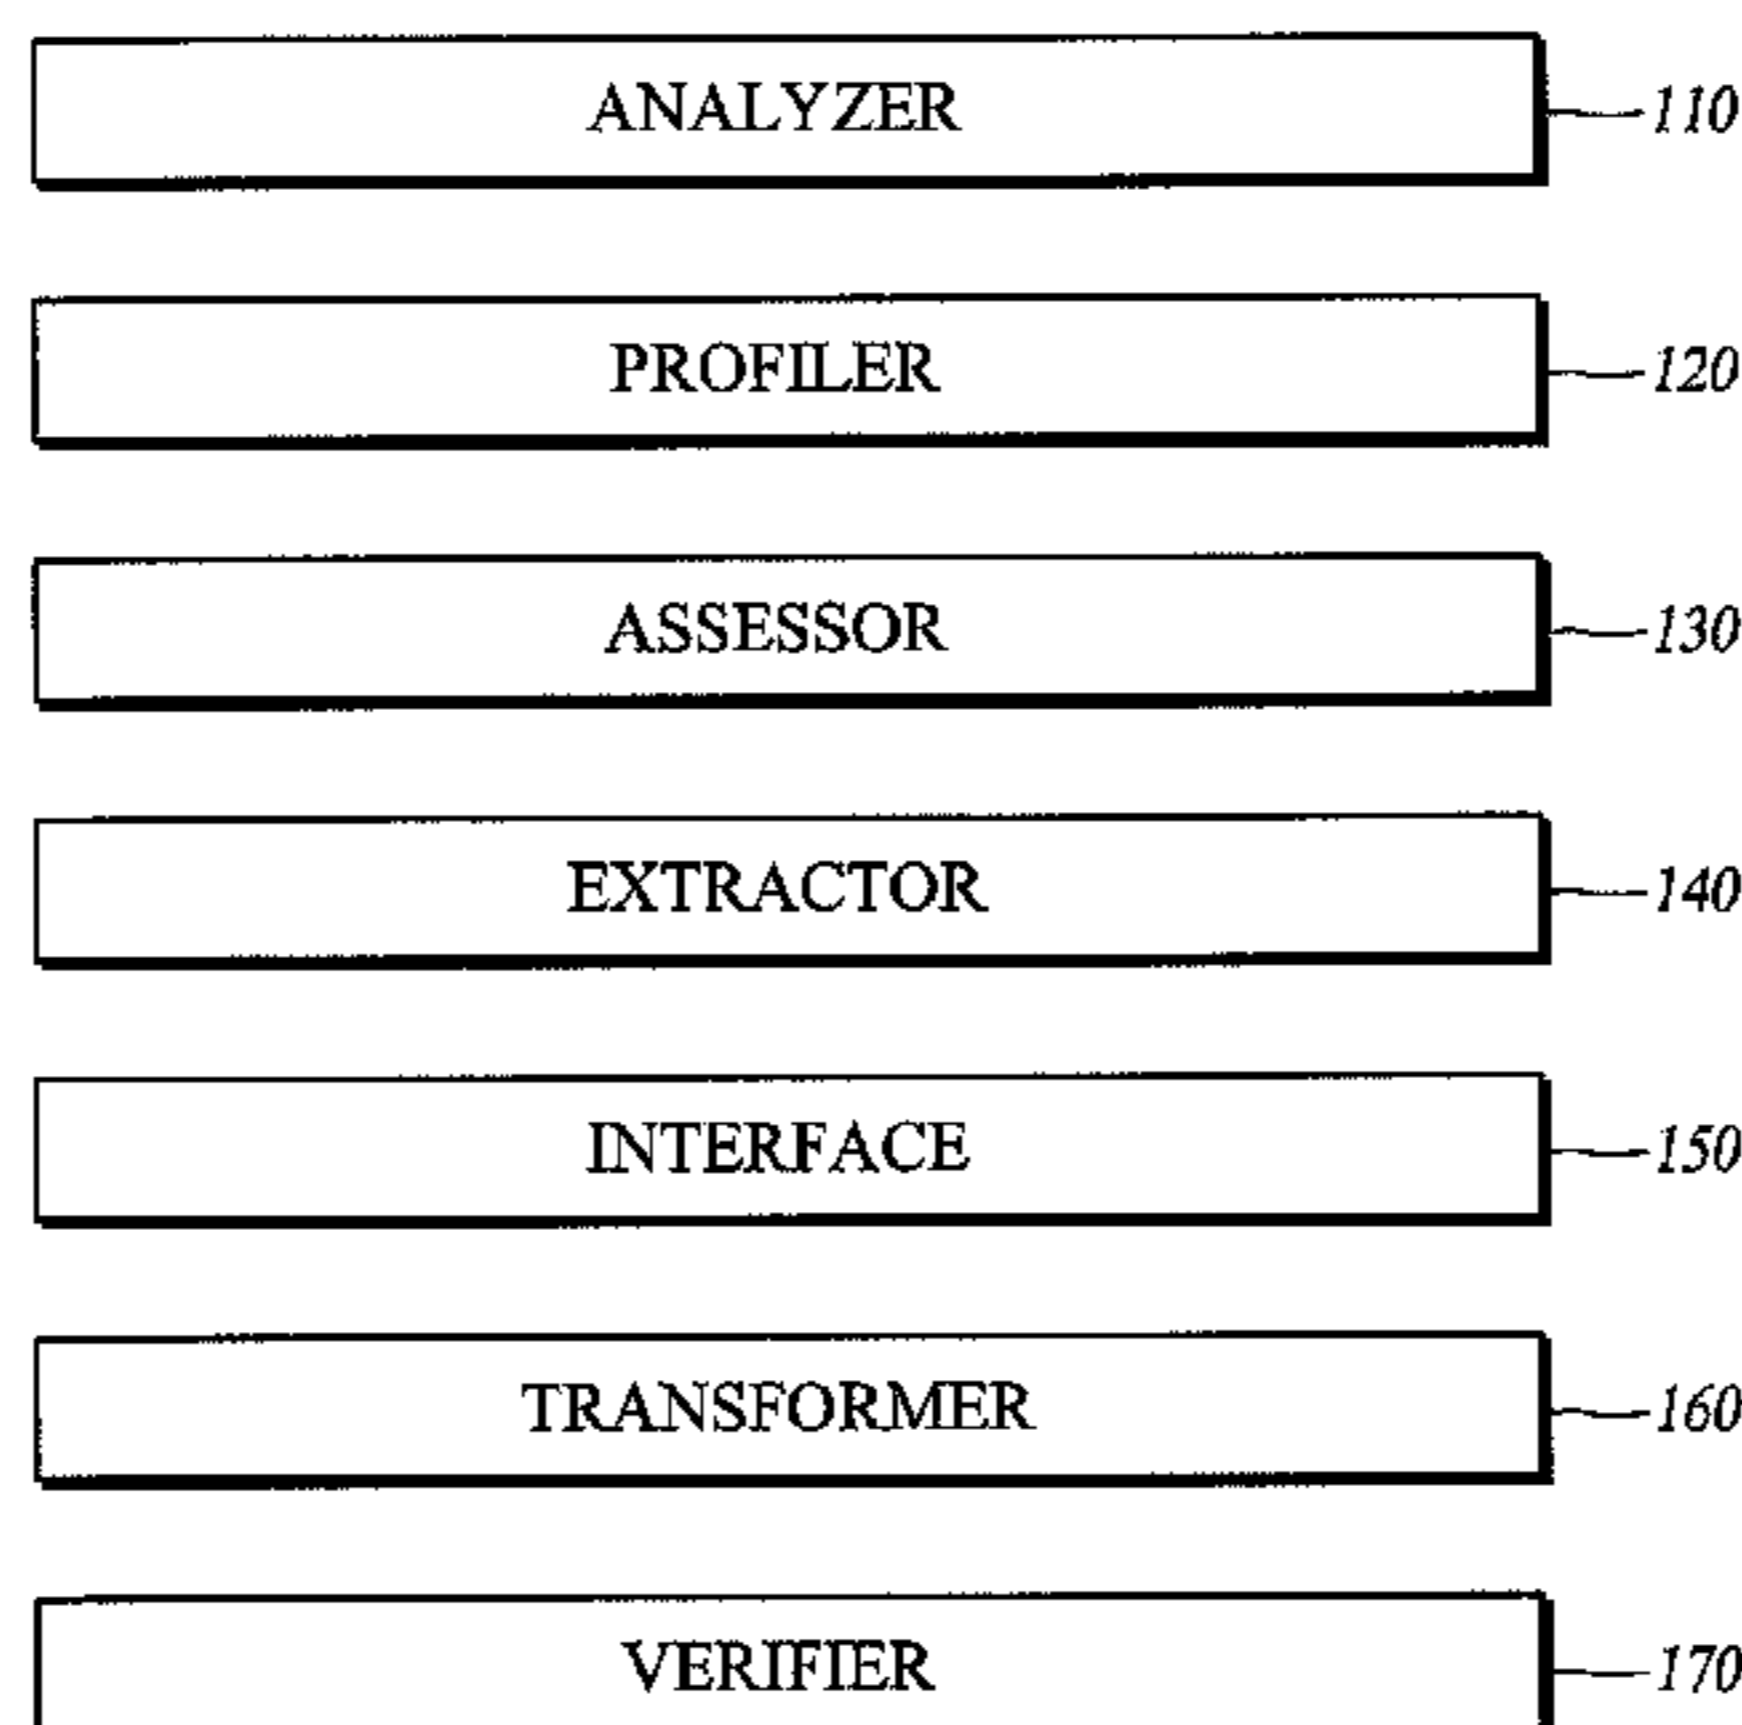 ANALYZER 110
PROFILER 120
ASSESSOR 130
EXTRACTOR 140
INTERFACE 150
TRANSFORMER 160
VERIFIER 170